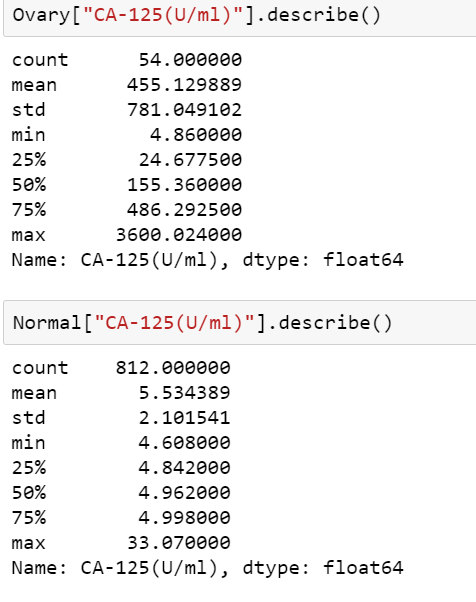 Ovary["CA-125(U/ml)"].describe()
count 54.000000
mean 455.129889
std 781.049102
min 4.860000
25% 24.677500
50% 155.360000
75% 486.292500
max 3600.024000
Name: CA-125(U/ml), dtype: float64
Normal["CA-125(U/ml)"].describe()
count 812.000000
mean 5.534389
std 2.101541
min 4.608000
25% 4.842000
50% 4.962000
75% 4.998000
max 33.070000
Name: CA-125(U/ml), dtype: float64